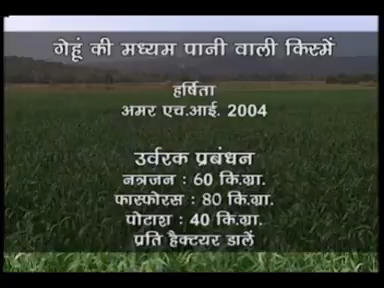 गेहूं की मध्यम पानी वाली किस्में
हर्षिता
अमर एच.आई. 2004
उर्वरक प्रबंधन
नत्रजन : 60 कि.ग्रा.
फास्फोरस : 80 कि.ग्रा.
पोटाश : 40 कि.ग्रा.
प्रति हैक्टयर डालें